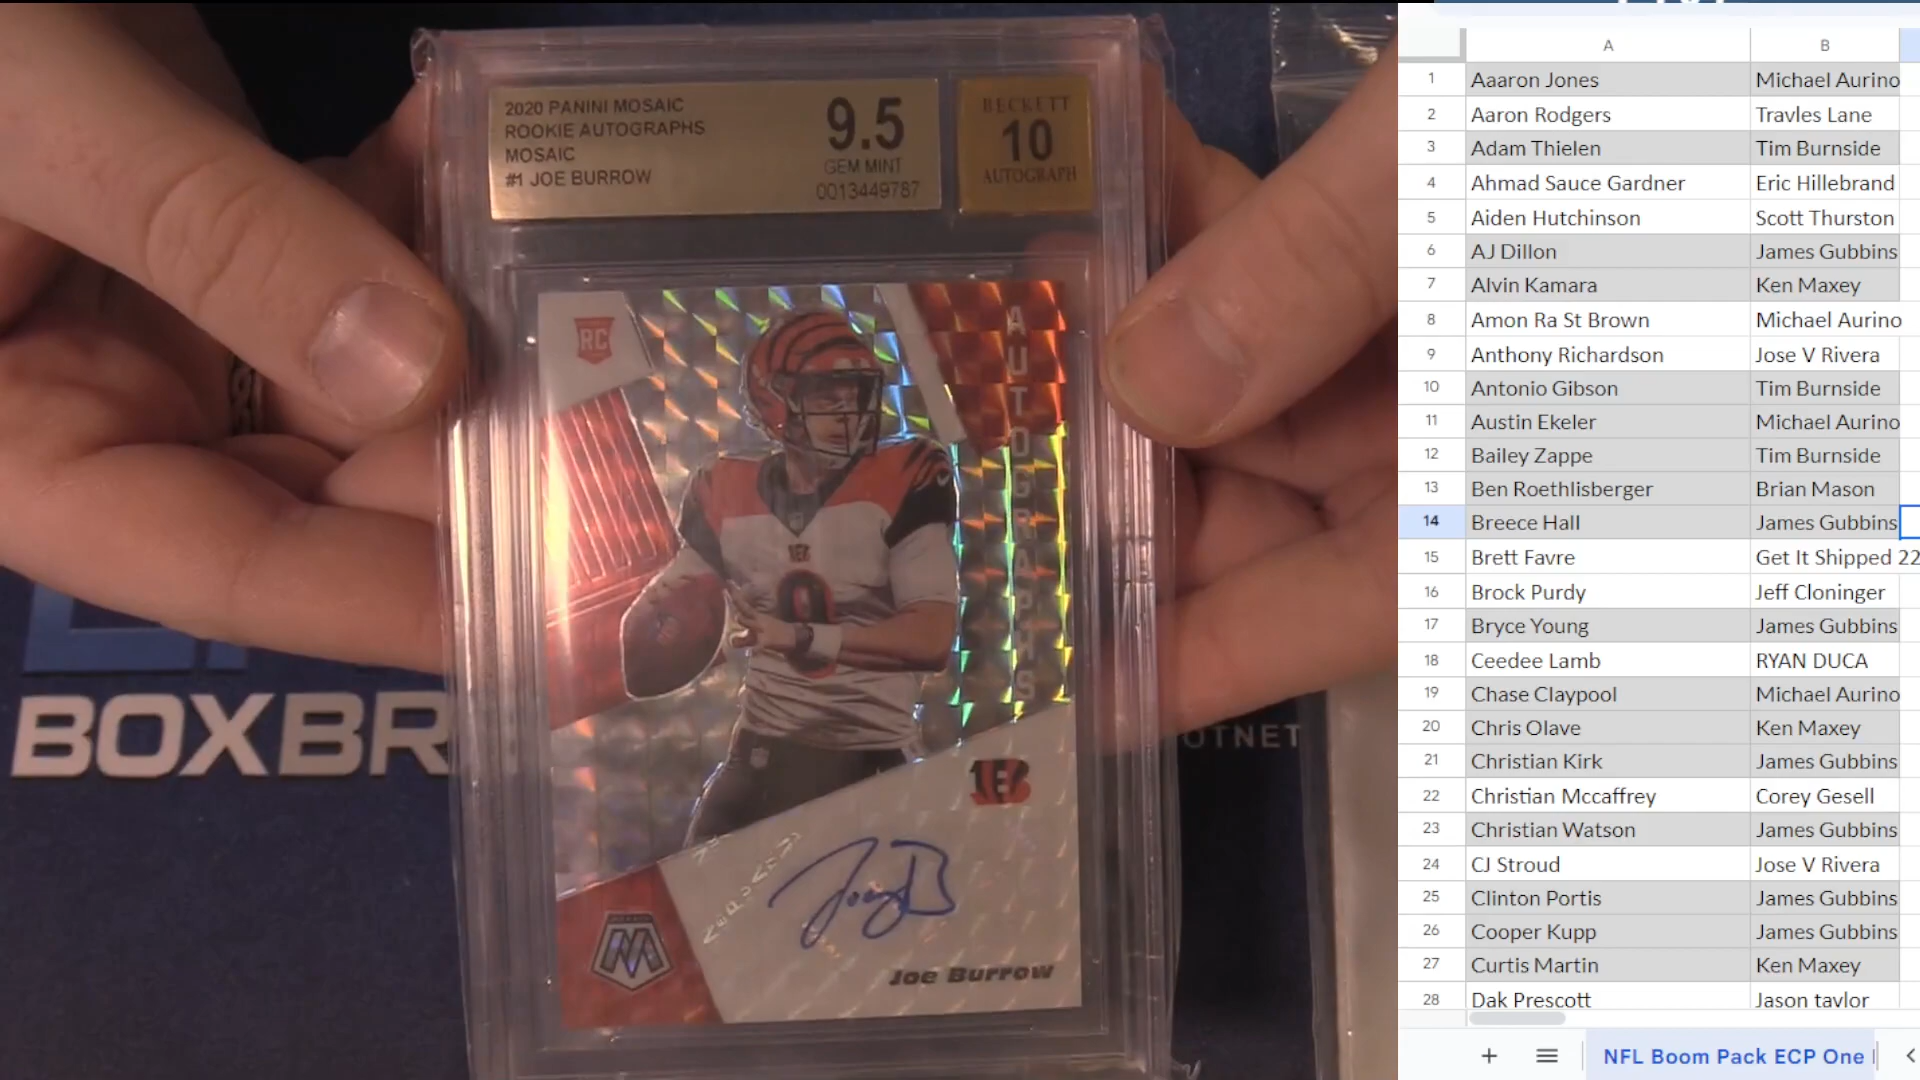 2020 PANINI MOSAIC
ROOKIE AUTOGRAPHS
MOSAIC
#1 JOE BURROW
9.5
GEM MINT
0013449787
BECKETT
10
AUTOGRAPH
RC
AUTOGRAPHS
0
Joe Burrow
BOXBR
OTNET
A B
1 Aaaron Jones Michael Aurino
2 Aaron Rodgers Travles Lane
3 Adam Thielen Tim Burnside
4 Ahmad Sauce Gardner Eric Hillebrand
5 Aiden Hutchinson Scott Thurston
6 AJ Dillon James Gubbins
7 Alvin Kamara Ken Maxey
8 Amon Ra St Brown Michael Aurino
9 Anthony Richardson Jose V Rivera
10 Antonio Gibson Tim Burnside
11 Austin Ekeler Michael Aurino
12 Bailey Zappe Tim Burnside
13 Ben Roethlisberger Brian Mason
14 Breece Hall James Gubbins
15 Brett Favre Get It Shipped 22
16 Brock Purdy Jeff Cloninger
17 Bryce Young James Gubbins
18 Ceedee Lamb RYAN DUCA
19 Chase Claypool Michael Aurino
20 Chris Olave Ken Maxey
21 Christian Kirk James Gubbins
22 Christian Mccaffrey Corey Gesell
23 Christian Watson James Gubbins
24 CJ Stroud Jose V Rivera
25 Clinton Portis James Gubbins
26 Cooper Kupp James Gubbins
27 Curtis Martin Ken Maxey
28 Dak Prescott Jason taylor
NFL Boom Pack ECP One